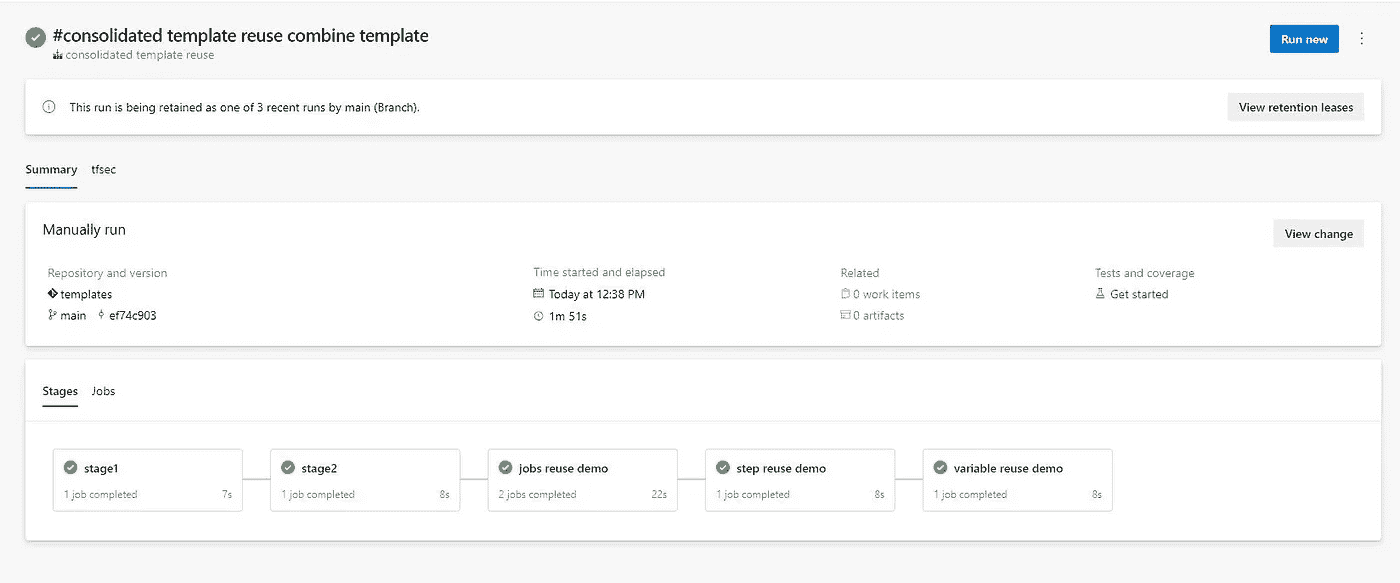 #consolidated template reuse combine template
Run new
consolidated template reuse
This run is being retained as one of 3 recent runs by main (Branch).
View retention leases
Summary tfsec
Manually run
View change
Repository and version
Time started and elapsed
Related
Tests and coverage
templates
Today at 12:38 PM
0 work items
Get started
main ef74c903
1m 51s
0 artifacts
Stages Jobs
stage1
1 job completed 7s
stage2
1 job completed 8s
jobs reuse demo
2 jobs completed 22s
step reuse demo
1 job completed 8s
variable reuse demo
1 job completed 8s